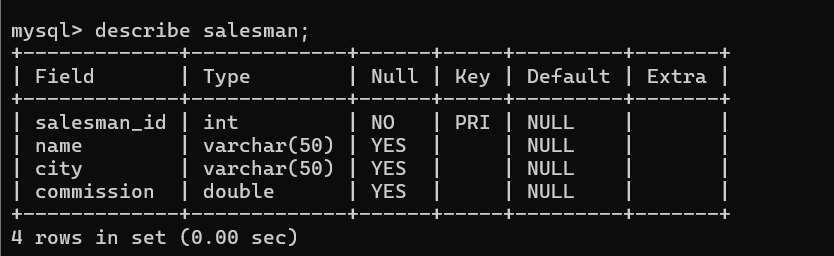 mysql> describe salesman;
+-------------+-------------+------+-----+---------+-------+
| Field       | Type        | Null | Key | Default | Extra |
+-------------+-------------+------+-----+---------+-------+
| salesman_id | int         | NO   | PRI | NULL    |       |
| name        | varchar(50) | YES  |     | NULL    |       |
| city        | varchar(50) | YES  |     | NULL    |       |
| commission  | double      | YES  |     | NULL    |       |
+-------------+-------------+------+-----+---------+-------+
4 rows in set (0.00 sec)